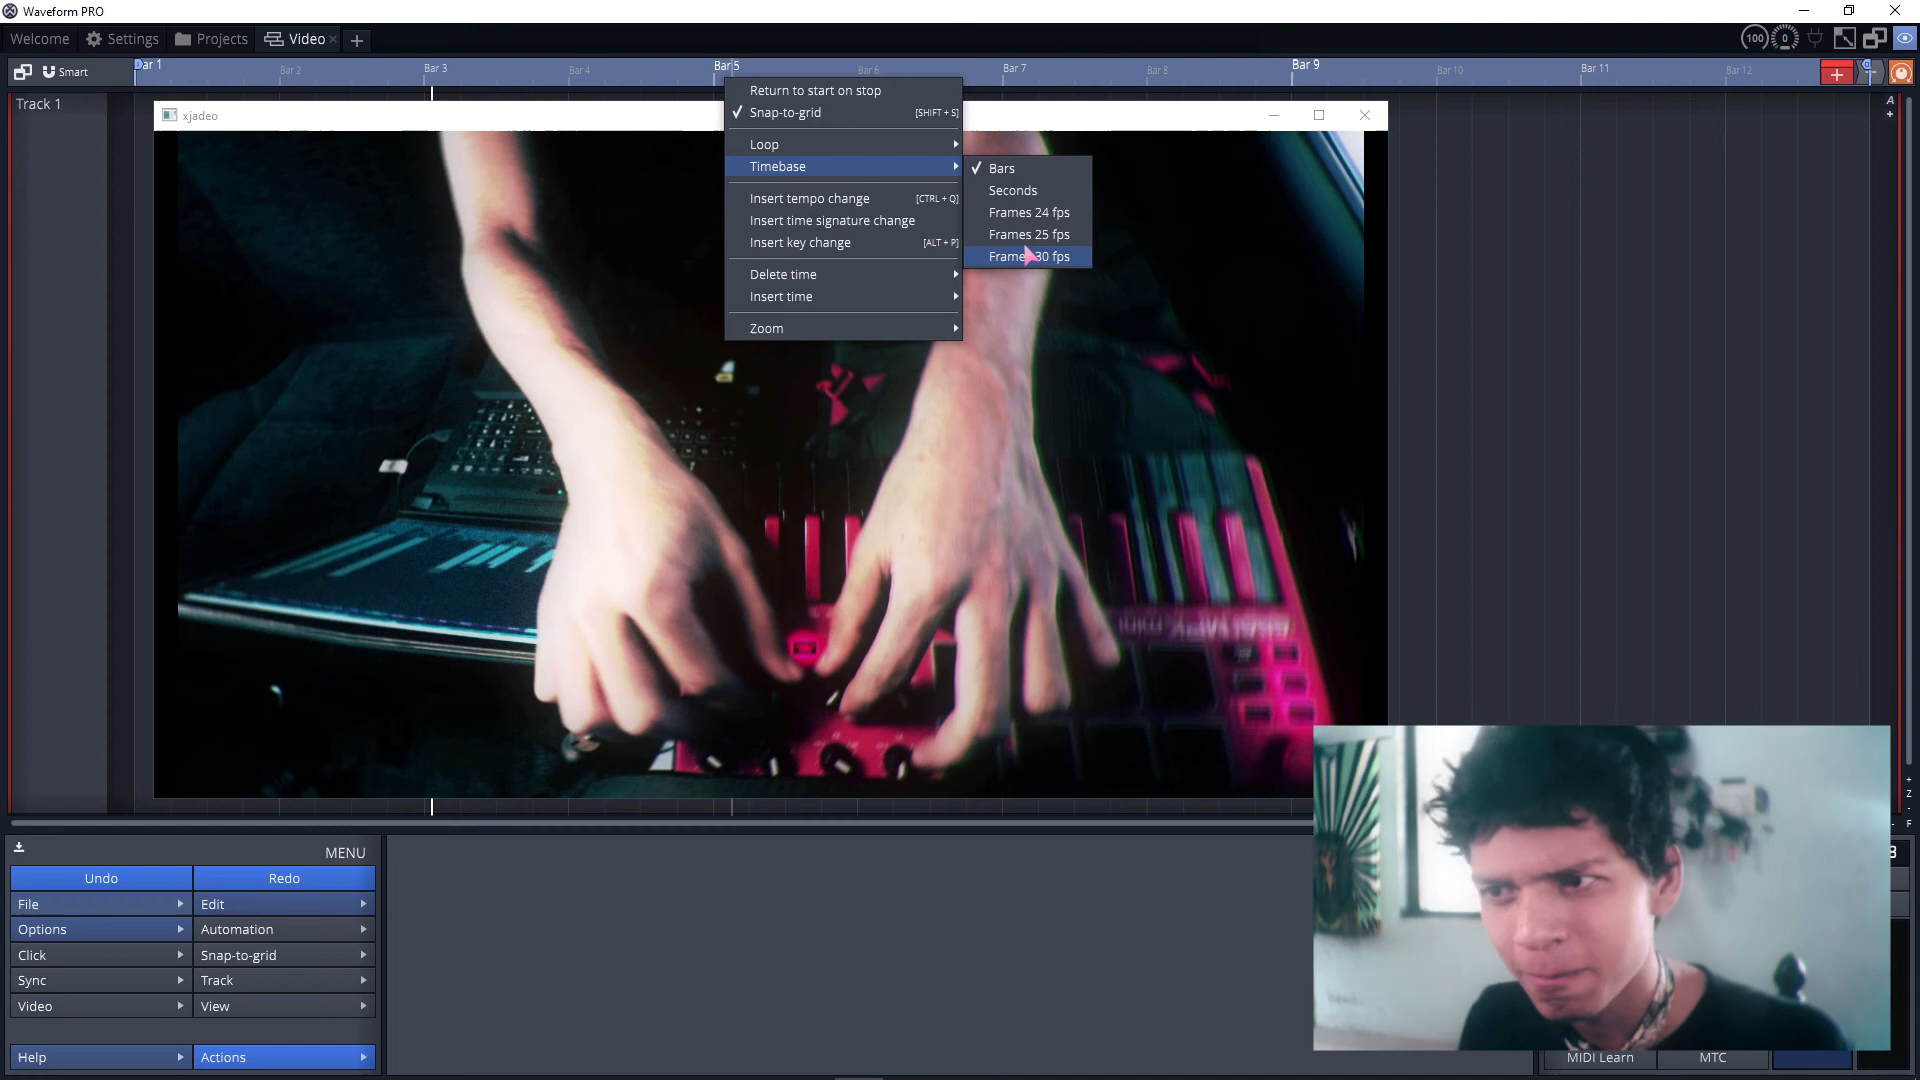 Waveform PRO
Welcome
Settings
Projects
Video
100
0
Smart
Bar 1
Bar 2
Bar 3
Bar 4
Bar 5
Bar 6
Bar 7
Bar 8
Bar 9
Bar 10
Bar 11
Bar 12
Track 1
A
xjadeo
Return to start on stop
Snap-to-grid [SHIFT + S]
Loop
Timebase
Insert tempo change [CTRL + Q]
Insert time signature change
Insert key change [ALT + P]
Delete time
Insert time
Zoom
Bars
Seconds
Frames 24 fps
Frames 25 fps
Frames 30 fps
Z
F
MENU
Undo Redo
File Edit
Options Automation
Click Snap-to-grid
Sync Track
Video View
Help Actions
MIDI Learn MTC